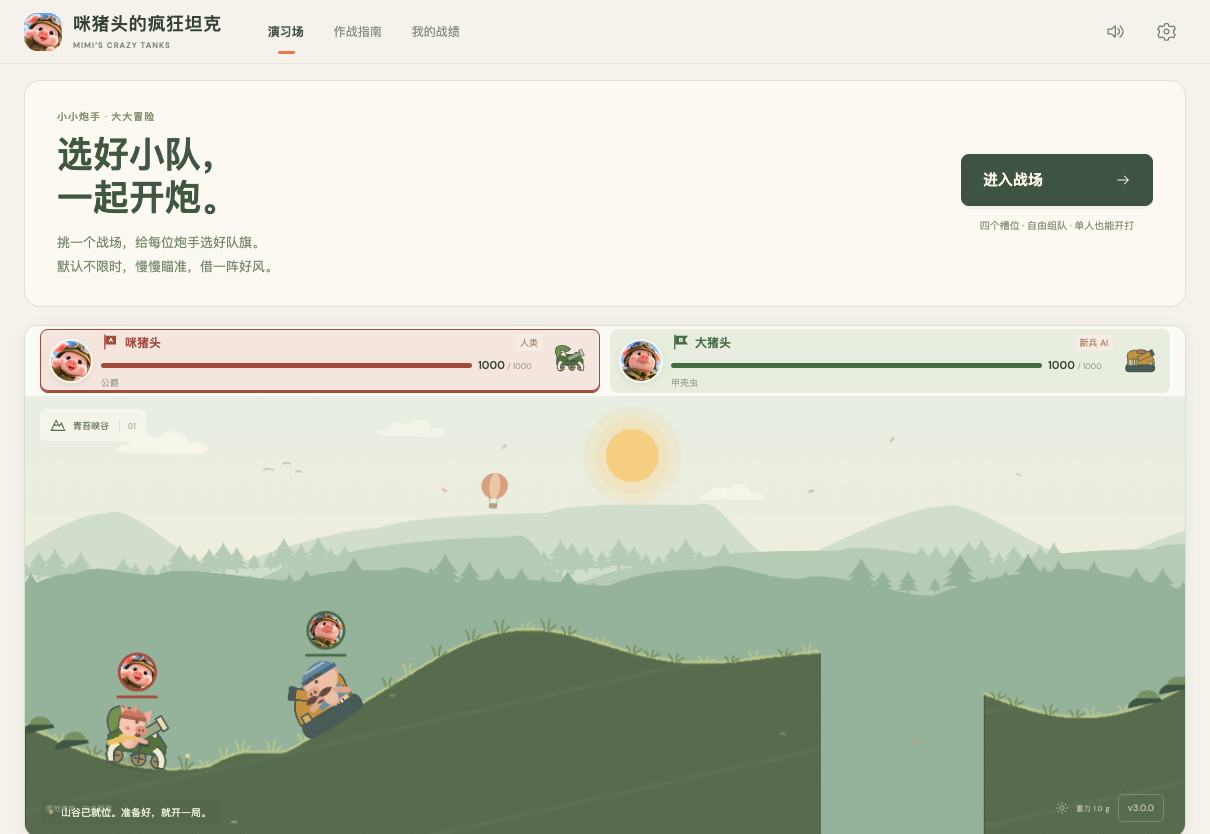 咪猪头的疯狂坦克
MIMI'S CRAZY TANKS
演习场
作战指南
我的战绩
小小炮手 · 大大冒险
选好小队，
一起开炮。
挑一个战场，给每位炮手选好队旗。
默认不限时，慢慢瞄准，借一阵好风。
进入战场
四个槽位 · 自由组队 · 单人也能开打
咪猪头
人类
1000 / 1000
公爵
大猪头
新兵 AI
1000 / 1000
甲壳虫
青苔峡谷
01
山谷已就位。准备好，就开一局。
重力 1.0 g
v3.0.0